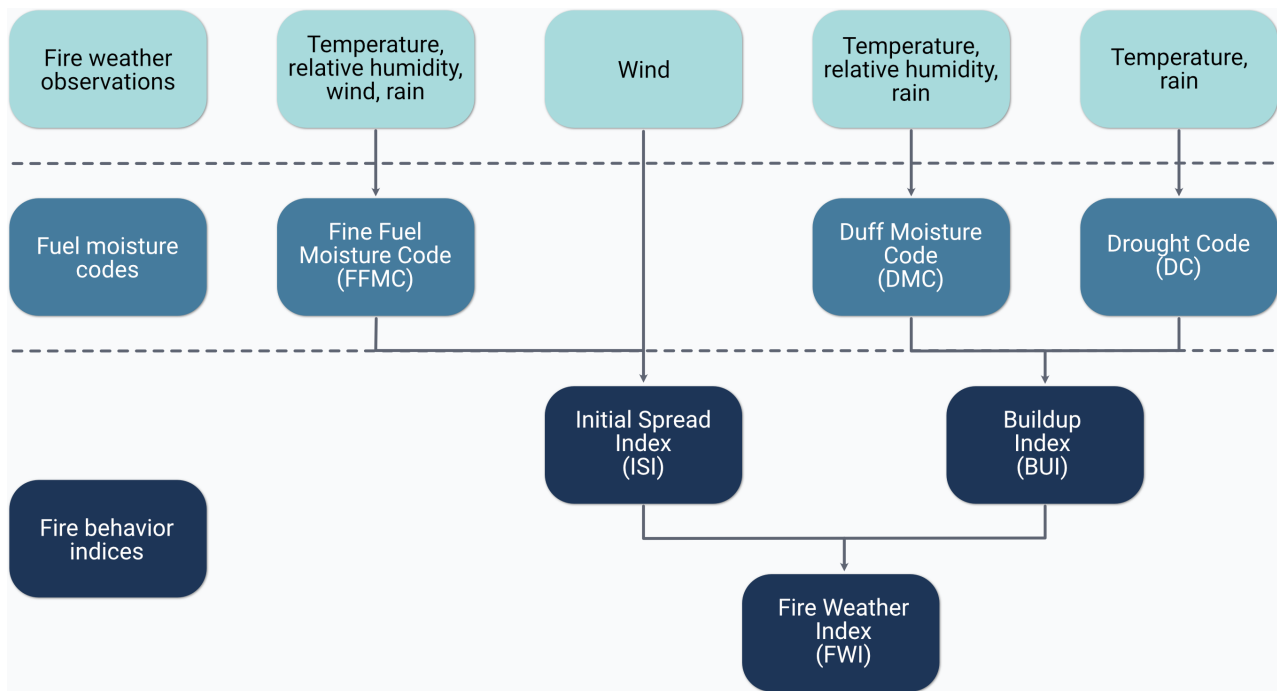 Fire weather
observations
Temperature,
relative humidity,
wind, rain
Wind
Temperature,
relative humidity,
rain
Temperature,
rain
Fuel moisture
codes
Fine Fuel
Moisture Code
(FFMC)
Duff Moisture
Code
(DMC)
Drought Code
(DC)
Fire behavior
indices
Initial Spread
Index
(ISI)
Buildup
Index
(BUI)
Fire Weather
Index
(FWI)